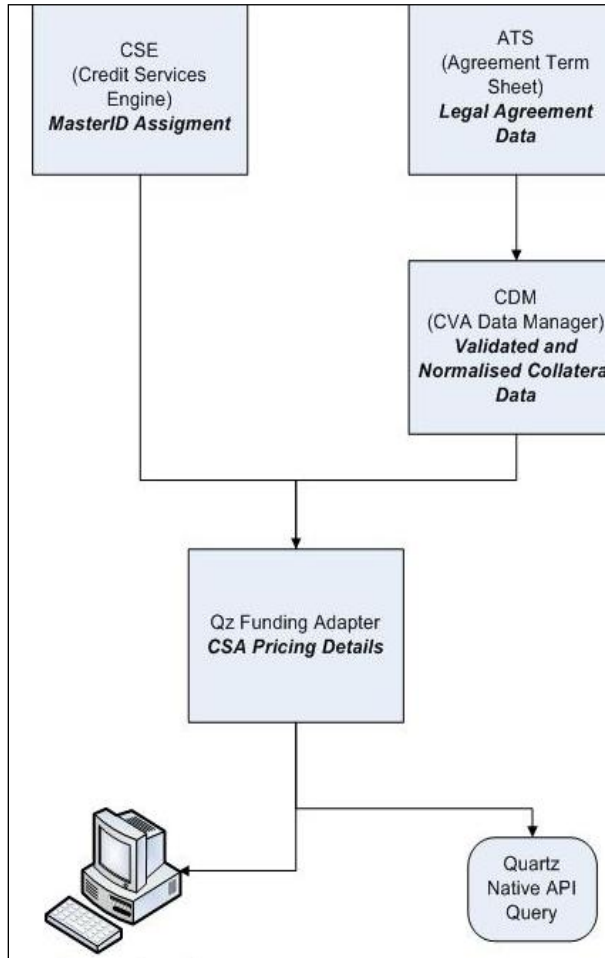 CSE
(Credit Services
Engine)
MasterID Assigment
ATS
(Agreement Term
Sheet)
Legal Agreement
Data
CDM
(CVA Data Manager)
Validated and
Normalised Collatera
Data
Qz Funding Adapter
CSA Pricing Details
Quartz
Native API
Query